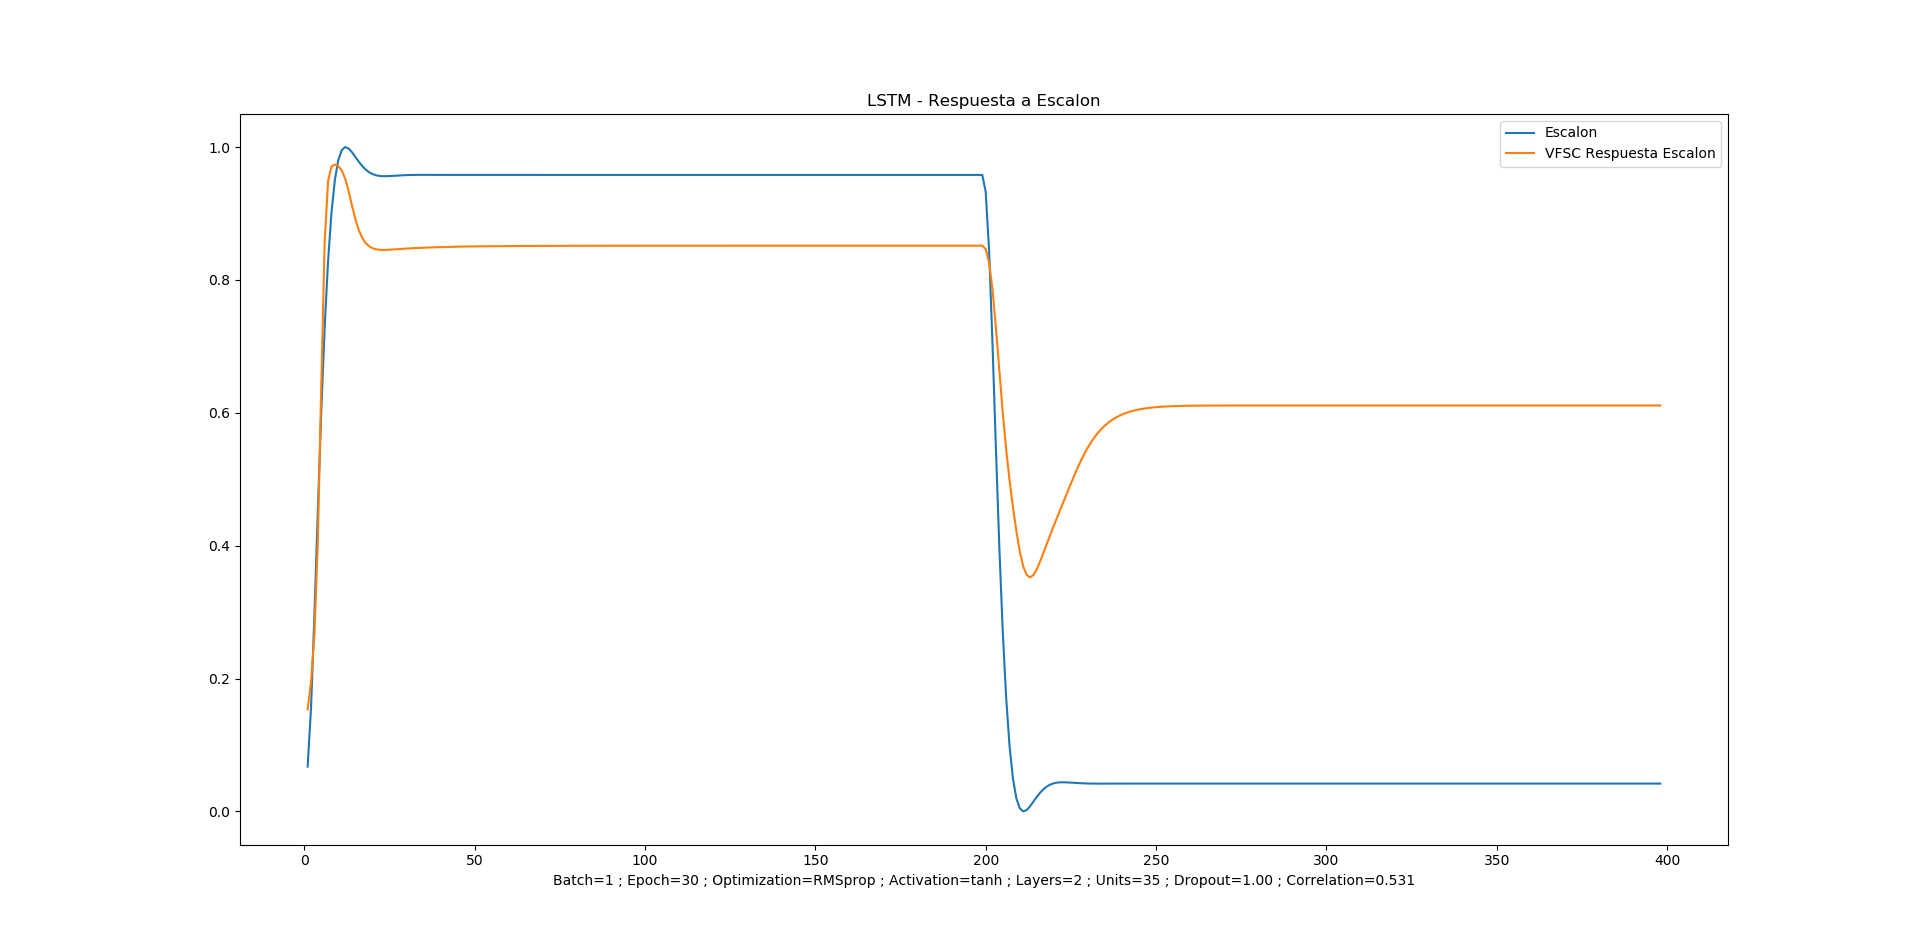 LSTM - Respuesta a Escalon
Escalon
VFSC Respuesta Escalon
1.0
0.8
0.6
0.4
0.2
0.0
0 50 100 150 200 250 300 350 400
Batch=1 ; Epoch=30 ; Optimization=RMSprop ; Activation=tanh ; Layers=2 ; Units=35 ; Dropout=1.00 ; Correlation=0.531